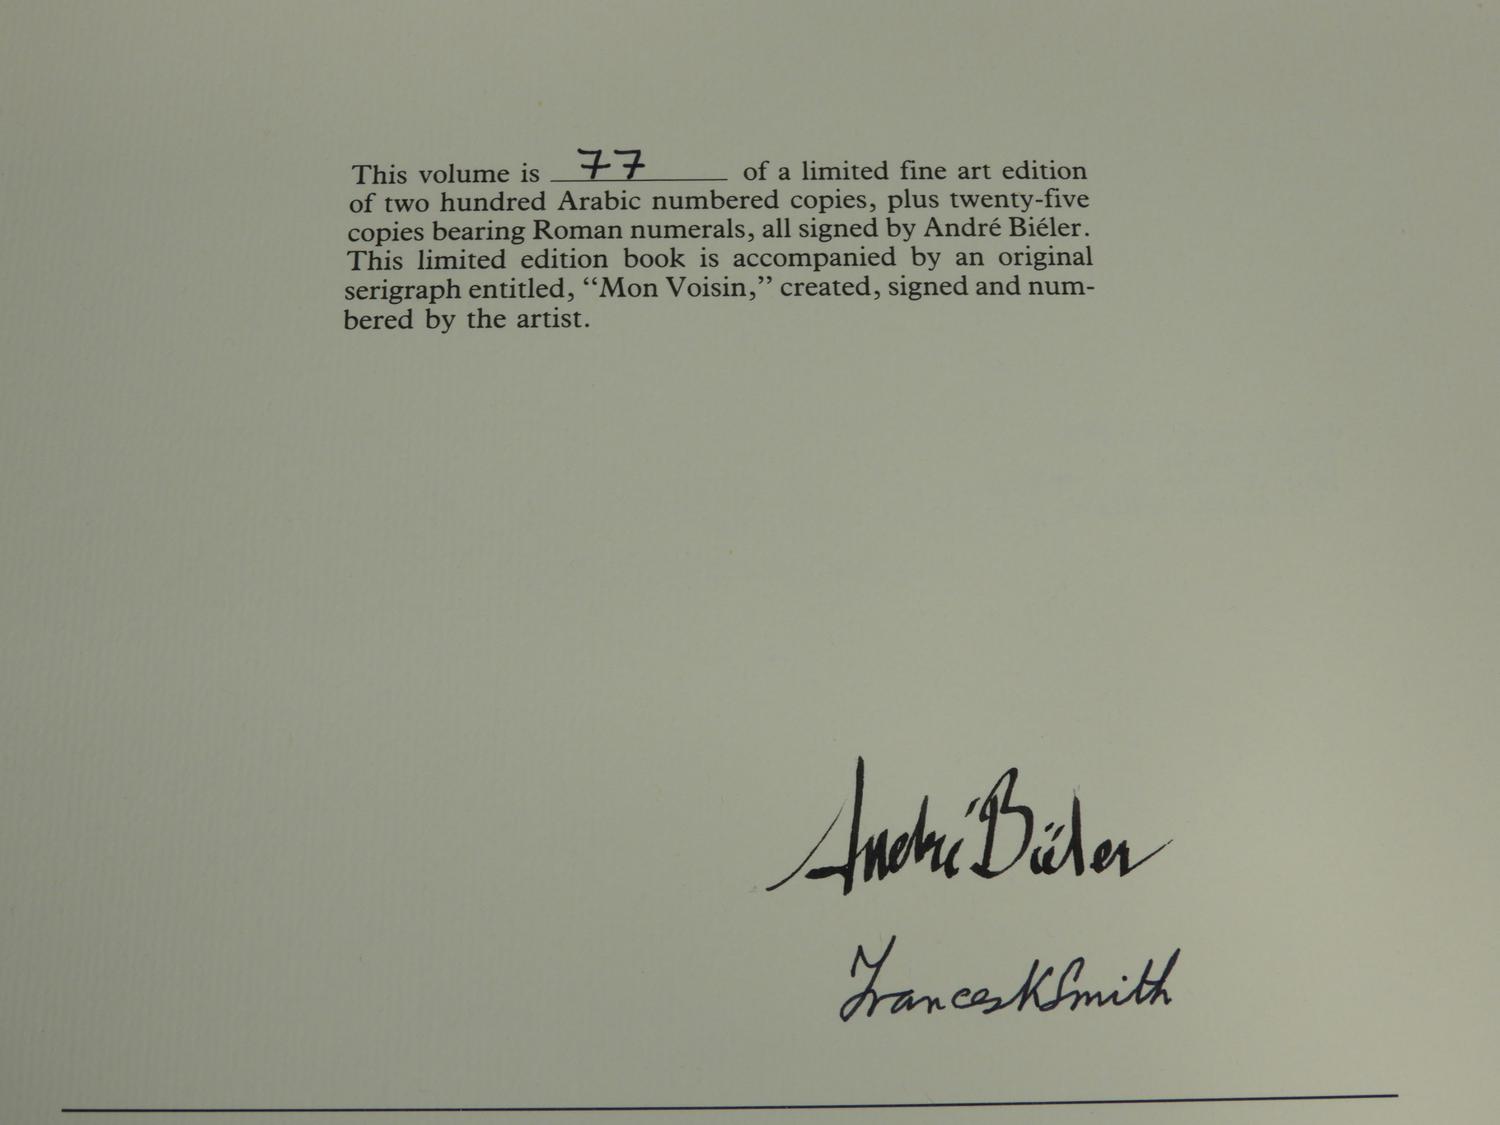 This volume is 77 of a limited fine art edition
of two hundred Arabic numbered copies, plus twenty-five
copies bearing Roman numerals, all signed by André Biéler.
This limited edition book is accompanied by an original
serigraph entitled, “Mon Voisin,” created, signed and num-
bered by the artist.
André Biéler
Frances K Smith